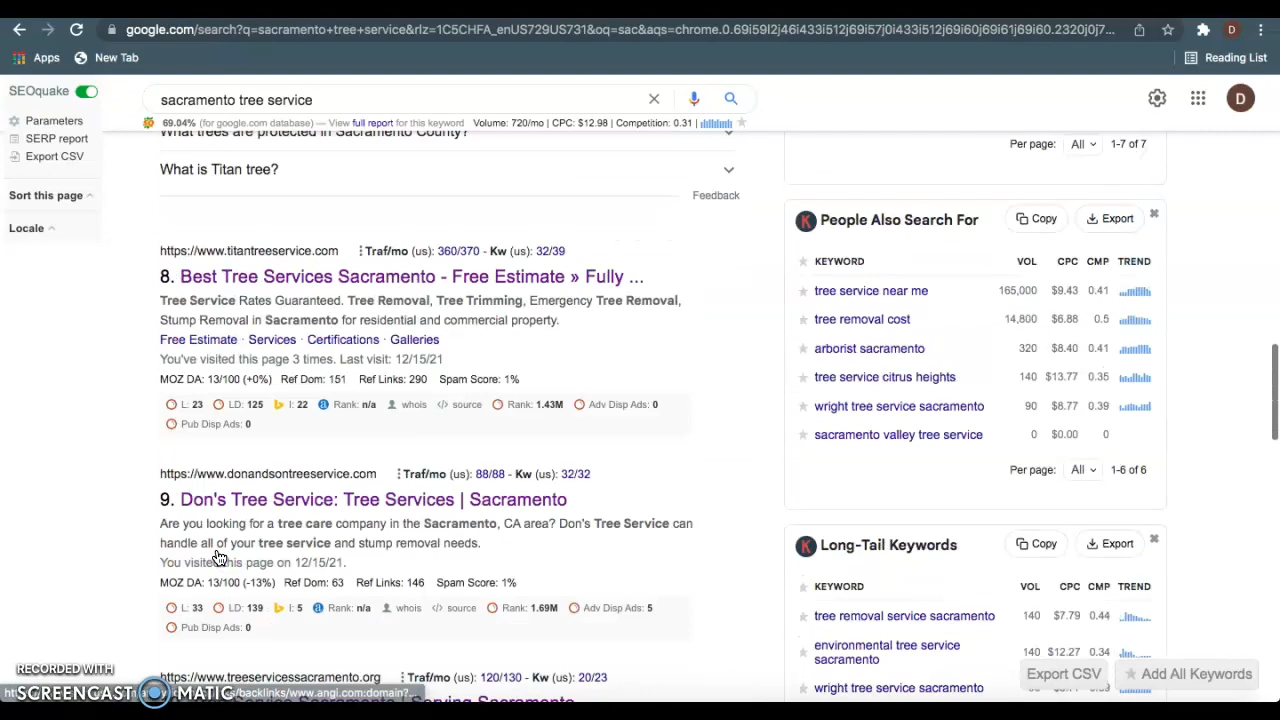 google.com/search?q=sacramento+tree+service&rlz=1C5CHFA_enUS729US731&oq=sac&aqs=chrome.0.69i59l2j46i433i512j69i57j0i433i512j69i60j69i61j69i60.2320j0j7...
D
Apps
New Tab
Reading List
SEOquake
Parameters
SERP report
Export CSV
Sort this page
Locale
sacramento tree service
D
69.04% (for google.com database) — View full report for this keyword
Volume: 720/mo | CPC: $12.98 | Competition: 0.31 |
What trees are protected in Sacramento County?
What is Titan tree?
Feedback
https://www.titantreeservice.com Traf/mo (us): 360/370 - Kw (us): 32/39
8. Best Tree Services Sacramento - Free Estimate » Fully ...
Tree Service Rates Guaranteed. Tree Removal, Tree Trimming, Emergency Tree Removal,
Stump Removal in Sacramento for residential and commercial property.
Free Estimate · Services · Certifications · Galleries
You've visited this page 3 times. Last visit: 12/15/21
MOZ DA: 13/100 (+0%) Ref Dom: 151 Ref Links: 290 Spam Score: 1%
L: 23 LD: 125 I: 22 Rank: n/a whois source Rank: 1.43M Adv Disp Ads: 0
Pub Disp Ads: 0
https://www.donandsontreeservice.com Traf/mo (us): 88/88 - Kw (us): 32/32
9. Don's Tree Service: Tree Services | Sacramento
Are you looking for a tree care company in the Sacramento, CA area? Don's Tree Service can
handle all of your tree service and stump removal needs.
You visited this page on 12/15/21.
MOZ DA: 13/100 (-13%) Ref Dom: 63 Ref Links: 146 Spam Score: 1%
L: 33 LD: 139 I: 5 Rank: n/a whois source Rank: 1.69M Adv Disp Ads: 5
Pub Disp Ads: 0
https://www.treeservicessacramento.org Traf/mo (us): 120/130 - Kw (us): 20/23
Serving Sacramento
Per page: All 1-7 of 7
People Also Search For Copy Export
KEYWORD VOL CPC CMP TREND
tree service near me 165,000 $9.43 0.41
tree removal cost 14,800 $6.88 0.5
arborist sacramento 320 $8.40 0.41
tree service citrus heights 140 $13.77 0.35
wright tree service sacramento 90 $8.77 0.39
sacramento valley tree service 0 $0.00 0
Per page: All 1-6 of 6
Long-Tail Keywords Copy Export
KEYWORD VOL CPC CMP TREND
tree removal service sacramento 140 $7.79 0.44
environmental tree service
sacramento 140 $12.27 0.34
wright tree service sacramento
Export CSV Add All Keywords
RECORDED WITH
SCREENCAST MATIC
backlinks/www.angi.com:domain?...